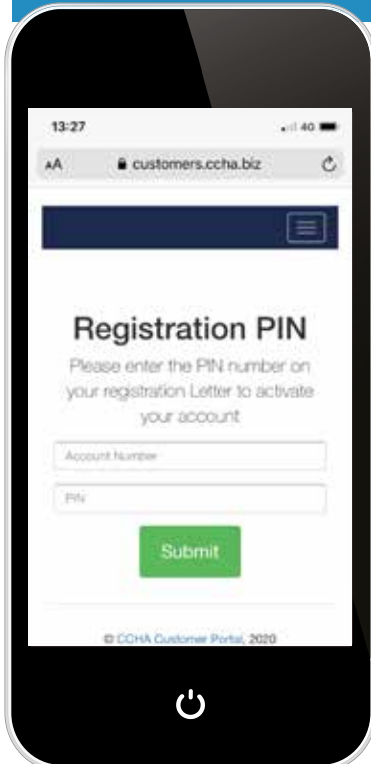 13:27
40
AA customers.ccha.biz
Registration PIN
Please enter the PIN number on
your registration Letter to activate
your account
Account Number
PIN
Submit
© CCHA Customer Portal, 2020